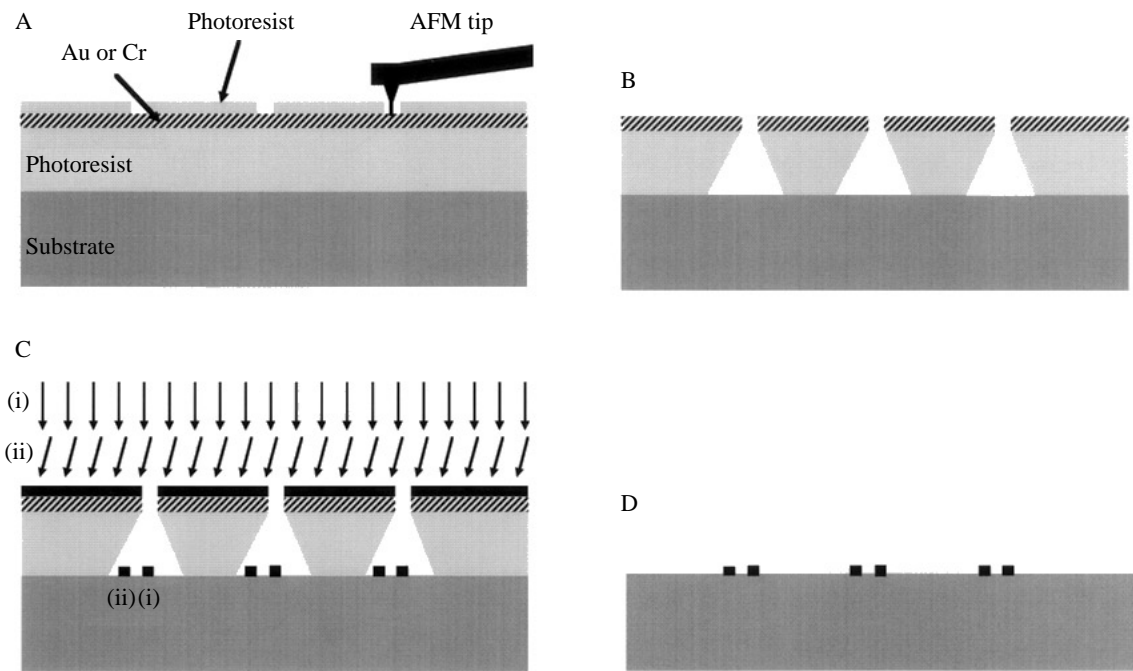 A
Photoresist
AFM tip
Au or Cr
Photoresist
Substrate
B
C
(i)
(ii)
(ii) (i)
D